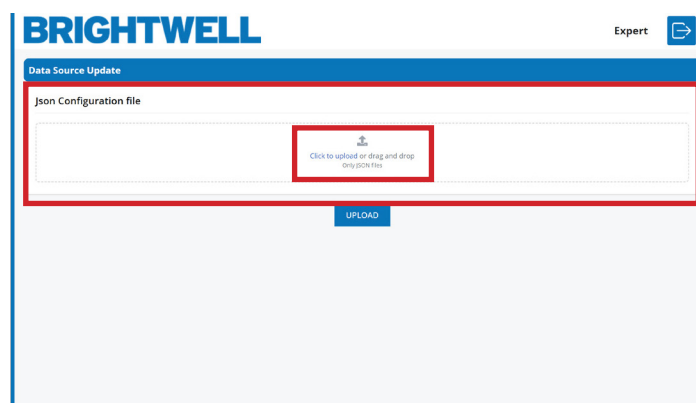 BRIGHTWELL
Expert
Data Source Update
Json Configuration file
Click to upload or drag and drop
Only JSON files
UPLOAD